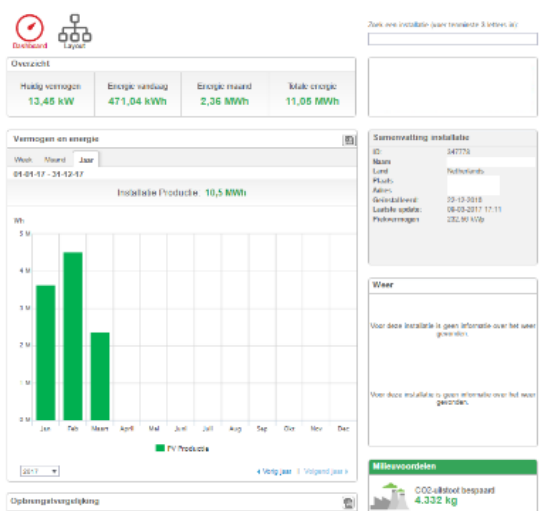 Dashboard Layout
Zoek een installatie (voer tenminste 3 letters in):
Overzicht
Huidig vermogen Energie vandaag Energie maand Totale energie
13,45 kW 471,04 kWh 2,36 MWh 11,05 MWh
Vermogen en energie
Week Maand Jaar
01-01-17 - 31-12-17
Installatie Productie: 10,5 MWh
Wh
5 M
4 M
3 M
2 M
1 M
0 M
Jan Feb Maart April Mei Juni Juli Aug Sep Okt Nov Dec
PV Productie
2017 Vorig jaar | Volgend jaar
Opbrengstvergelijking
Samenvatting installatie
ID: 347778
Naam
Land Netherlands
Plaats
Adres
Geïnstalleerd: 22-12-2016
Laatste update: 09-03-2017 17:11
Piekvermogen
Weer
Voor deze installatie is geen informatie over het weer
gevonden.
Voor deze installatie is geen informatie over het weer
gevonden.
Milieuvoordelen
CO2-uitstoot bespaard
4.332 kg